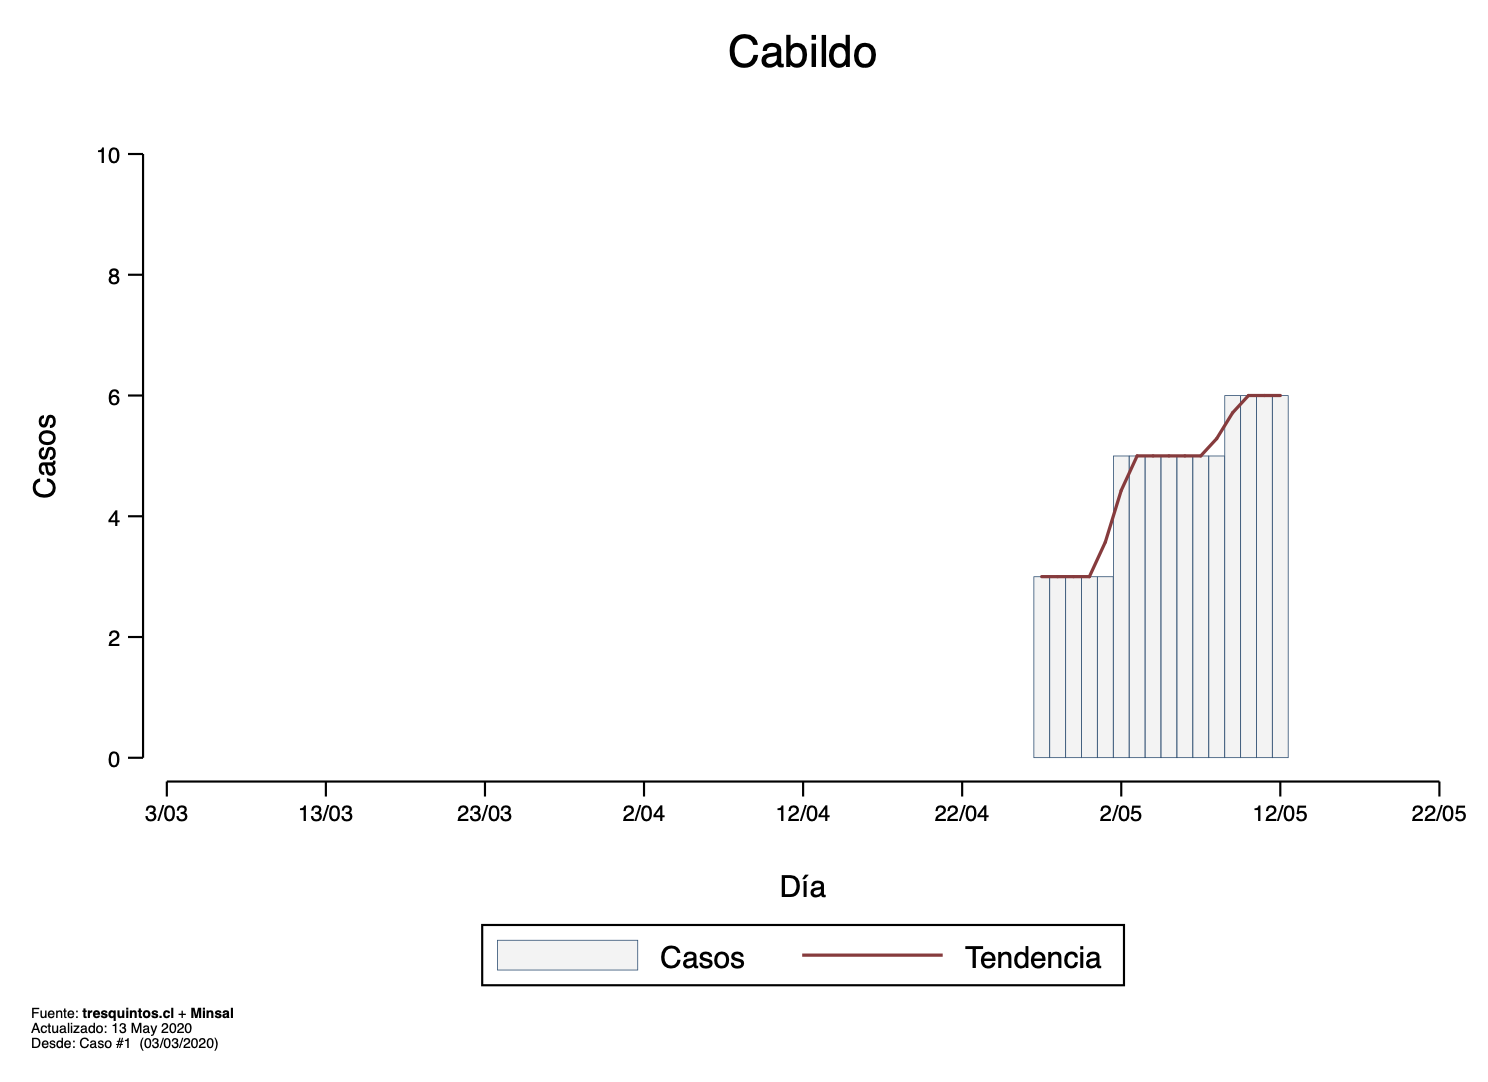 Cabildo
10
8
6
4
2
0
Casos
3/03 13/03 23/03 2/04 12/04 22/04 2/05 12/05 22/05
Día
Casos Tendencia
Fuente: tresquintos.cl + Minsal
Actualizado: 13 May 2020
Desde: Caso #1 (03/03/2020)